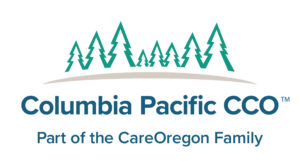 Columbia Pacific CCO™
Part of the CareOregon Family